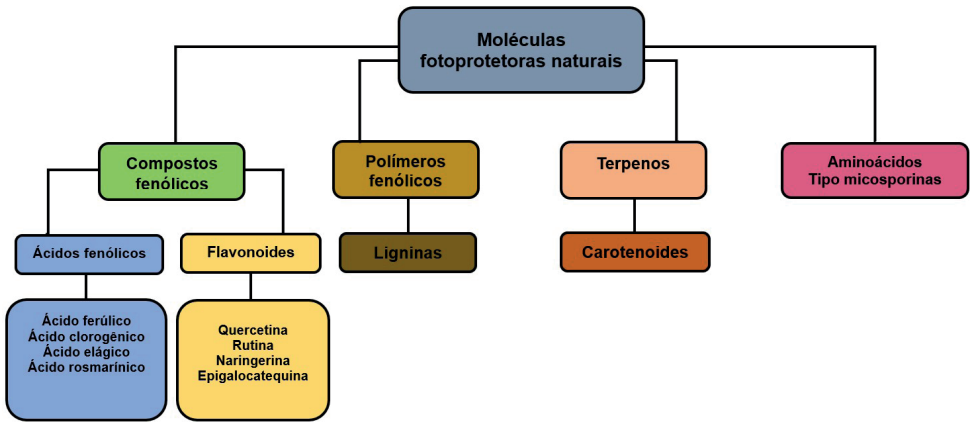 Moléculas
fotoprotetoras naturais
Compostos
fenólicos
Polímeros
fenólicos
Terpenos
Aminoácidos
Tipo micosporinas
Ácidos fenólicos
Flavonoides
Ligninas
Carotenoides
Ácido ferúlico
Ácido clorogênico
Ácido elágico
Ácido rosmarínico
Quercetina
Rutina
Naringerina
Epigalocatequina